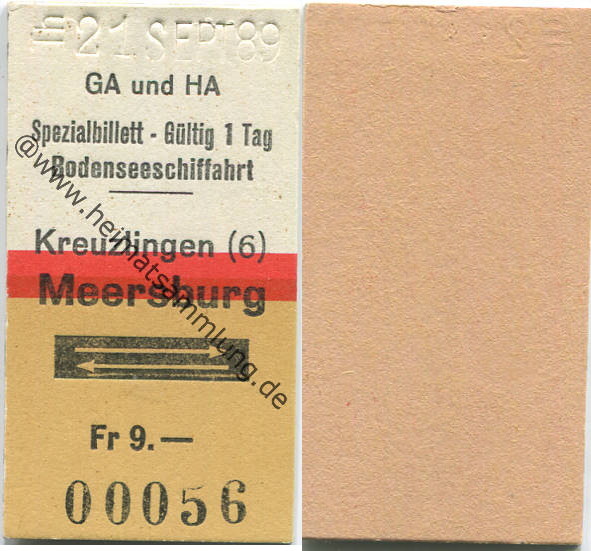 21 SEPT 89
GA und HA
Spezialbillett - Gültig 1 Tag
Bodenseeschiffahrt
Kreuzlingen (6)
Meersburg
Fr 9.—
00056
@www.heimatsammlung.de